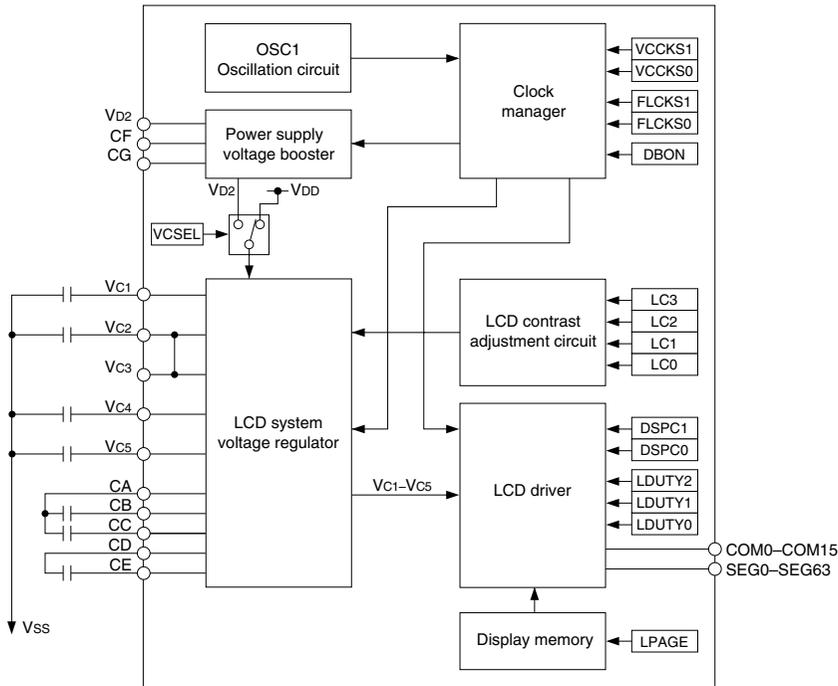 OSC1
Oscillation circuit
Clock
manager
VCCKS1
VCCKS0
FLCKS1
FLCKS0
DBON
VD2
CF
CG
Power supply
voltage booster
VD2
VDD
VCSEL
VC1
VC2
VC3
VC4
VC5
CA
CB
CC
CD
CE
VSS
LCD system
voltage regulator
LCD contrast
adjustment circuit
LC3
LC2
LC1
LC0
VC1–VC5
LCD driver
DSPC1
DSPC0
LDUTY2
LDUTY1
LDUTY0
COM0–COM15
SEG0–SEG63
Display memory
LPAGE